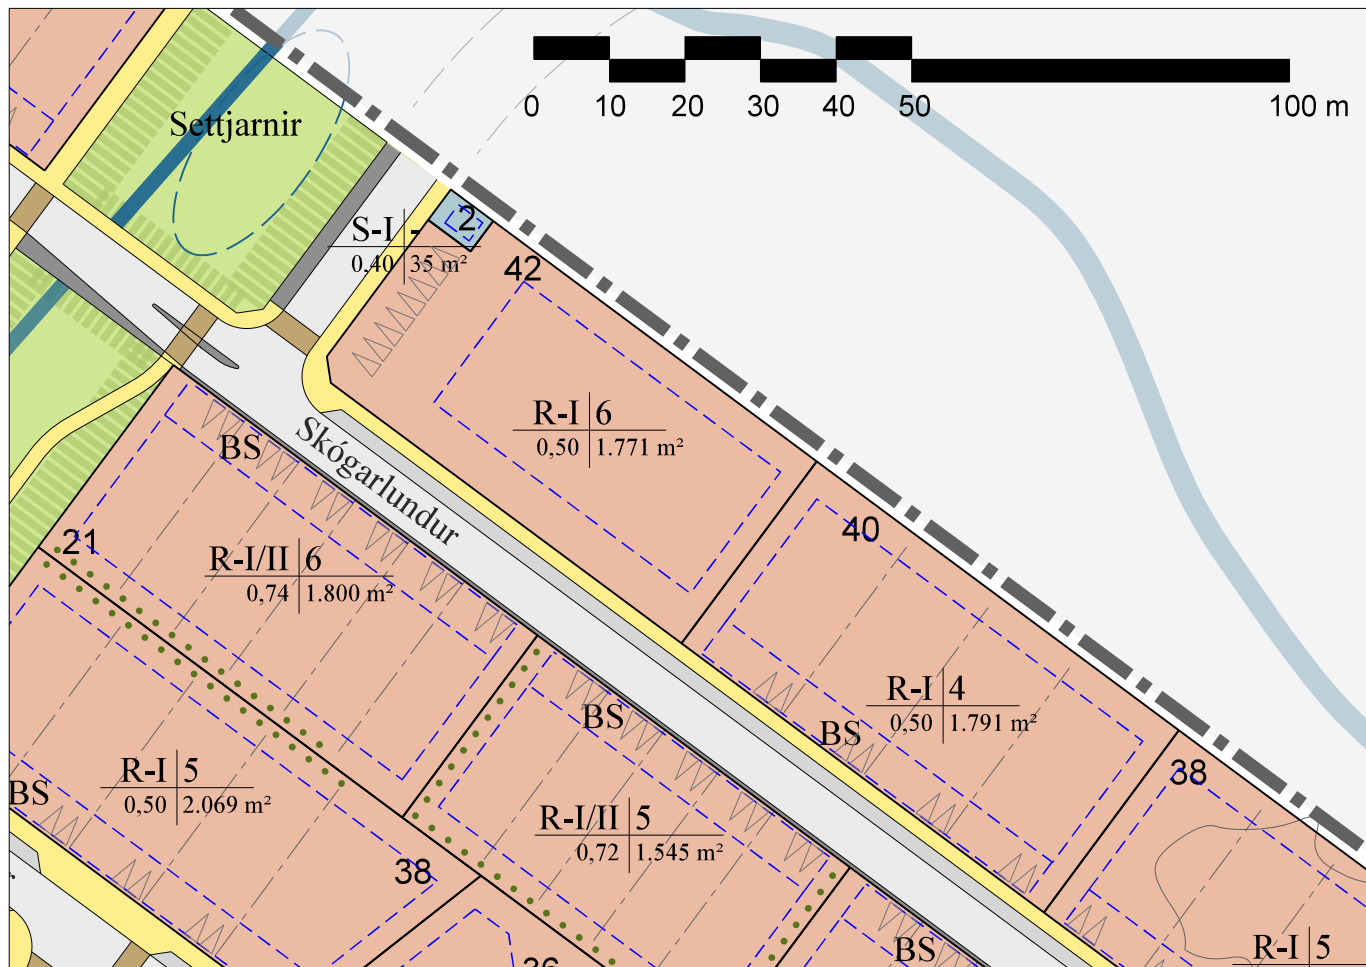 0 10 20 30 40 50 100 m
Settjarnir
2
S-I -
0,40 35 m²
42
R-I 6
0,50 1.771 m²
Skógarlundur
BS
40
21
R-I/II 6
0,74 1.800 m²
R-I 4
0,50 1.791 m²
BS
BS
38
R-I 5
0,50 2.069 m²
BS
R-I/II 5
0,72 1.545 m²
38
BS
R-I 5